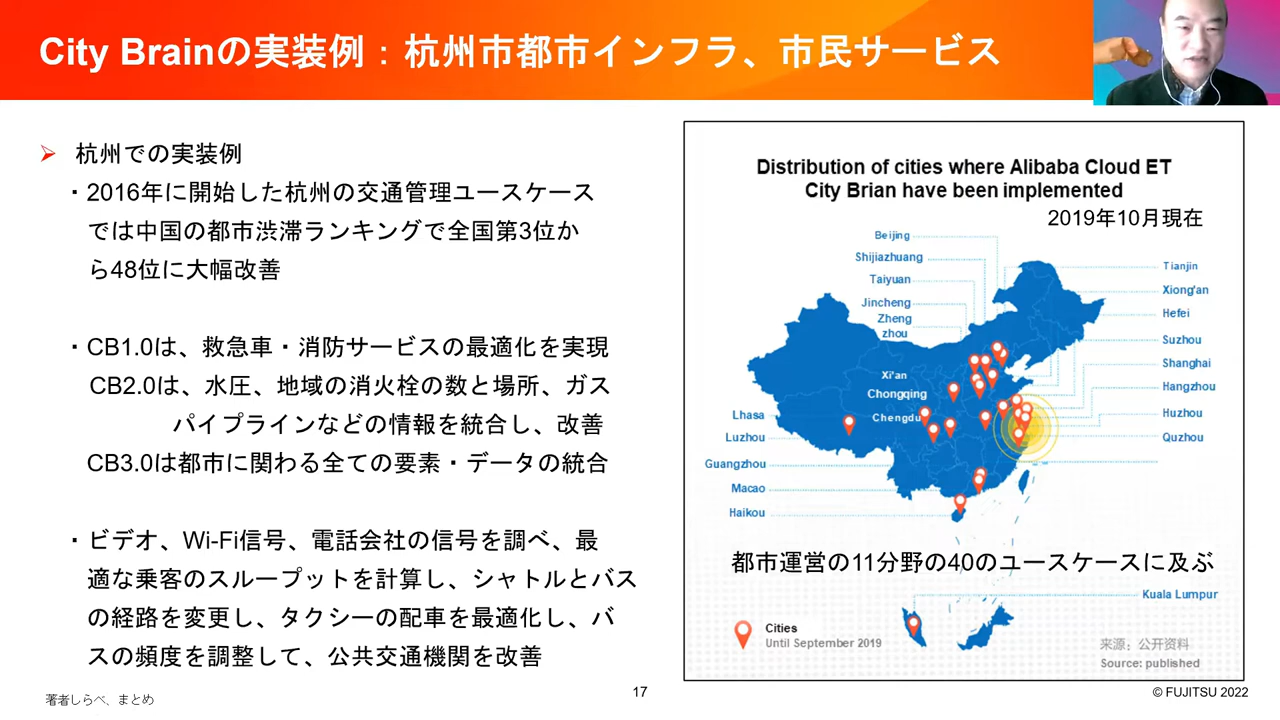 City Brainの実装例：杭州市都市インフラ、市民サービス
➢ 杭州での実装例
・2016年に開始した杭州の交通管理ユースケース
では中国の都市渋滞ランキングで全国第3位か
ら48位に大幅改善
・CB1.0は、救急車・消防サービスの最適化を実現
CB2.0は、水圧、地域の消火栓の数と場所、ガス
パイプラインなどの情報を統合し、改善
CB3.0は都市に関わる全ての要素・データの統合
・ビデオ、Wi-Fi信号、電話会社の信号を調べ、最
適な乗客のスループットを計算し、シャトルとバス
の経路を変更し、タクシーの配車を最適化し、バ
スの頻度を調整して、公共交通機関を改善
Distribution of cities where Alibaba Cloud ET
City Brian have been implemented
2019年10月現在
Beijing
Shijiazhuang
Taiyuan
Jincheng
Zheng
zhou
Xi'an
Chongqing
Chengdu
Lhasa
Luzhou
Guangzhou
Macao
Haikou
Tianjin
Xiong'an
Hefei
Suzhou
Shanghai
Hangzhou
Huzhou
Quzhou
都市運営の11分野の40のユースケースに及ぶ
Kuala Lumpur
Cities
Until September 2019
来源：公开资料
Source: published
著者しらべ、まとめ
17
© FUJITSU 2022